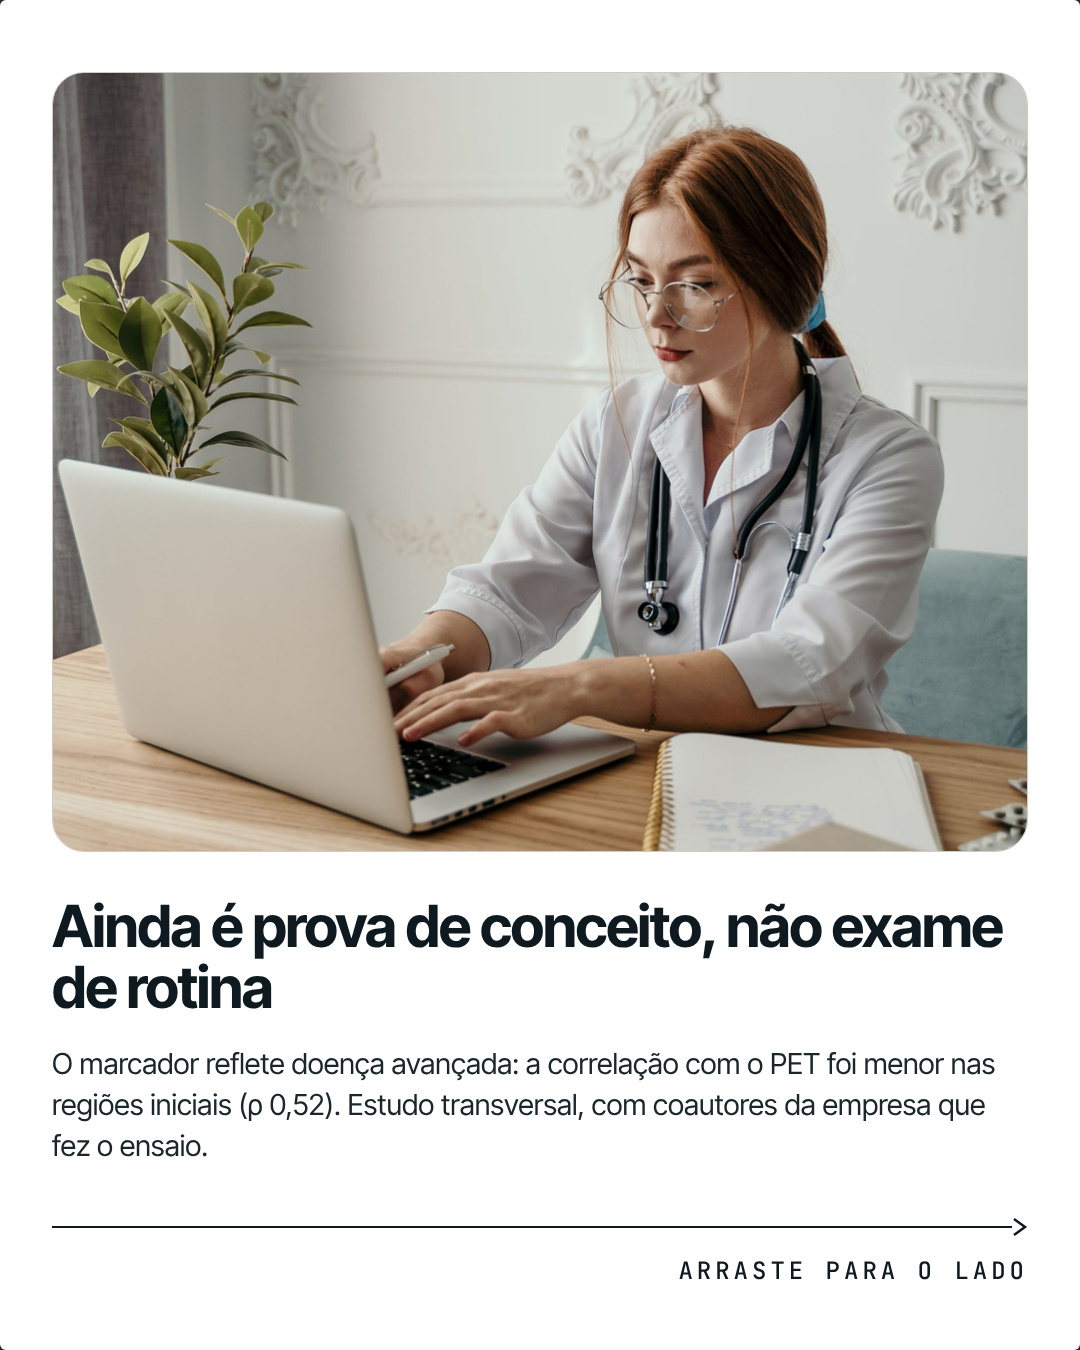 Ainda é prova de conceito, não exame
de rotina
O marcador reflete doença avançada: a correlação com o PET foi menor nas
regiões iniciais (ρ 0,52). Estudo transversal, com coautores da empresa que
fez o ensaio.
ARRASTE PARA O LADO